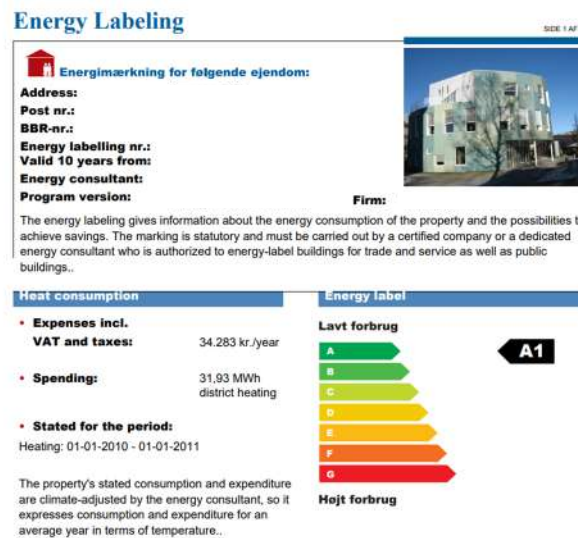 Energy Labeling
SIDE 1 AF
Energimærkning for følgende ejendom:
Address:
Post nr.:
BBR-nr.:
Energy labelling nr.:
Valid 10 years from:
Energy consultant:
Program version:
Firm:
The energy labeling gives information about the energy consumption of the property and the possibilities t
achieve savings. The marking is statutory and must be carried out by a certified company or a dedicated
energy consultant who is authorized to energy-label buildings for trade and service as well as public
buildings..
Heat consumption
• Expenses incl.
VAT and taxes: 34.283 kr./year
• Spending: 31,93 MWh
district heating
• Stated for the period:
Heating: 01-01-2010 - 01-01-2011
The property's stated consumption and expenditure
are climate-adjusted by the energy consultant, so it
expresses consumption and expenditure for an
average year in terms of temperature..
Energy label
Lavt forbrug
A
A1
B
C
D
E
F
G
Højt forbrug